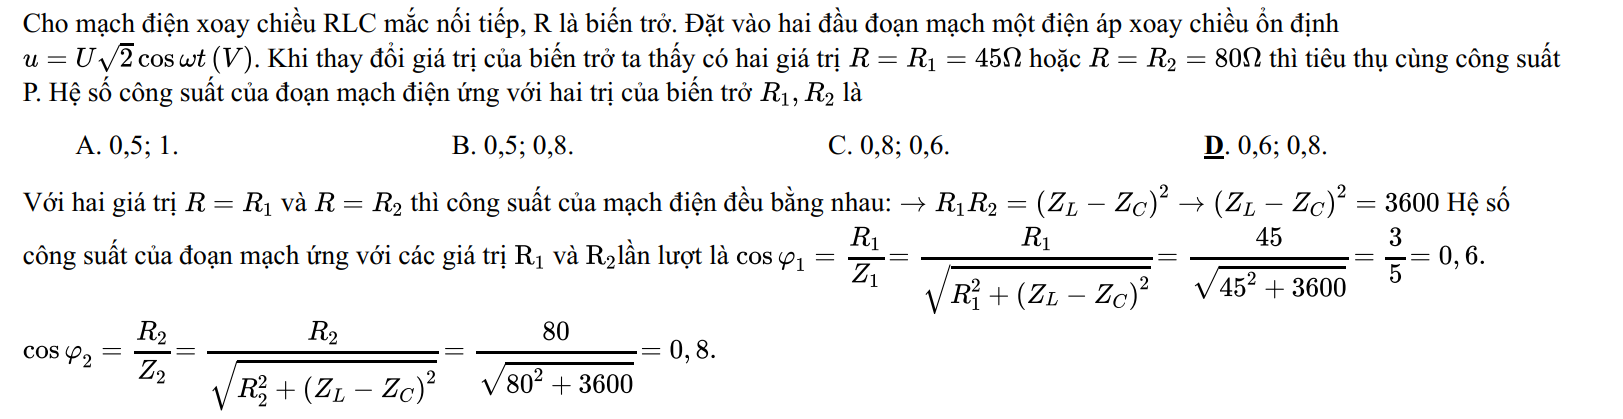 Cho mạch điện xoay chiều RLC mắc nối tiếp, R là biến trở. Đặt vào hai đầu đoạn mạch một điện áp xoay chiều ổn định
$u = U\sqrt{2}\cos\omega t\,(V)$. Khi thay đổi giá trị của biến trở ta thấy có hai giá trị $R = R_1 = 45\Omega$ hoặc $R = R_2 = 80\Omega$ thì tiêu thụ cùng công suất
P. Hệ số công suất của đoạn mạch điện ứng với hai trị của biến trở $R_1, R_2$ là
A. 0,5; 1. B. 0,5; 0,8. C. 0,8; 0,6. D. 0,6; 0,8.
Với hai giá trị $R = R_1$ và $R = R_2$ thì công suất của mạch điện đều bằng nhau: $\to R_1R_2 = (Z_L - Z_C)^2 \to (Z_L - Z_C)^2 = 3600$ Hệ số
công suất của đoạn mạch ứng với các giá trị R₁ và R₂lần lượt là $\cos\varphi_1 = \frac{R_1}{Z_1} = \frac{R_1}{\sqrt{R_1^2 + (Z_L - Z_C)^2}} = \frac{45}{\sqrt{45^2 + 3600}} = \frac{3}{5} = 0,6.$
$\cos\varphi_2 = \frac{R_2}{Z_2} = \frac{R_2}{\sqrt{R_2^2 + (Z_L - Z_C)^2}} = \frac{80}{\sqrt{80^2 + 3600}} = 0,8.$